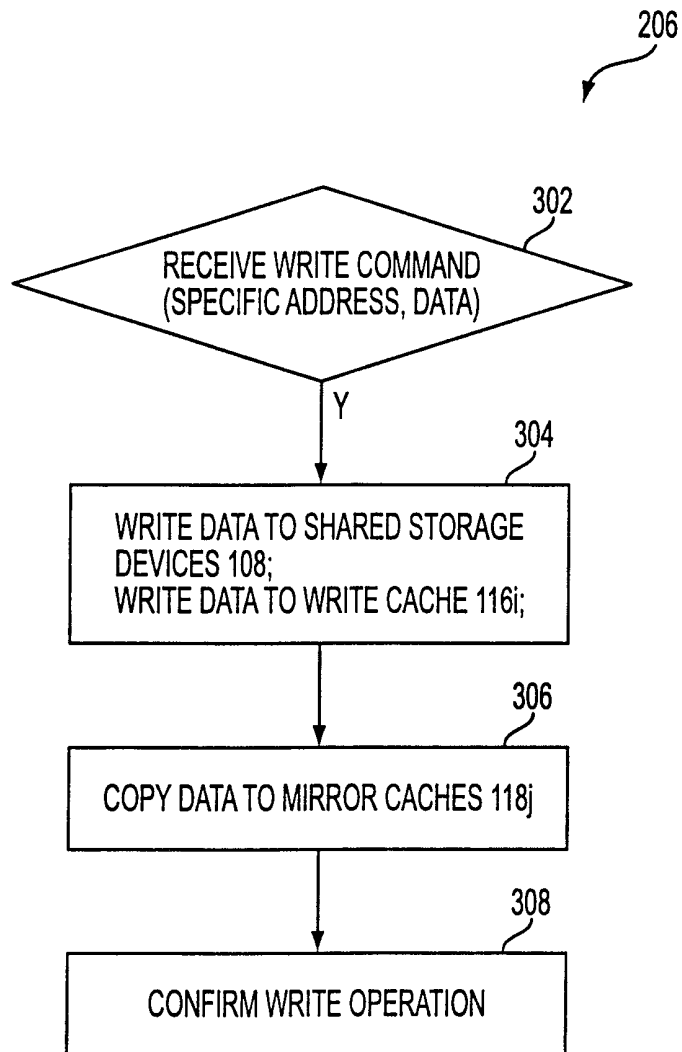 206
302
RECEIVE WRITE COMMAND
(SPECIFIC ADDRESS, DATA)
Y
304
WRITE DATA TO SHARED STORAGE
DEVICES 108;
WRITE DATA TO WRITE CACHE 116i;
306
COPY DATA TO MIRROR CACHES 118j
308
CONFIRM WRITE OPERATION